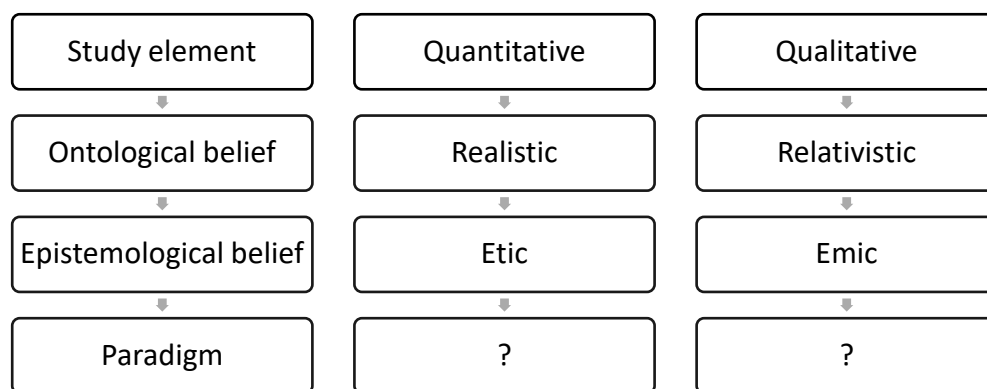 Study element
Quantitative
Qualitative
Ontological belief
Realistic
Relativistic
Epistemological belief
Etic
Emic
Paradigm
?
?